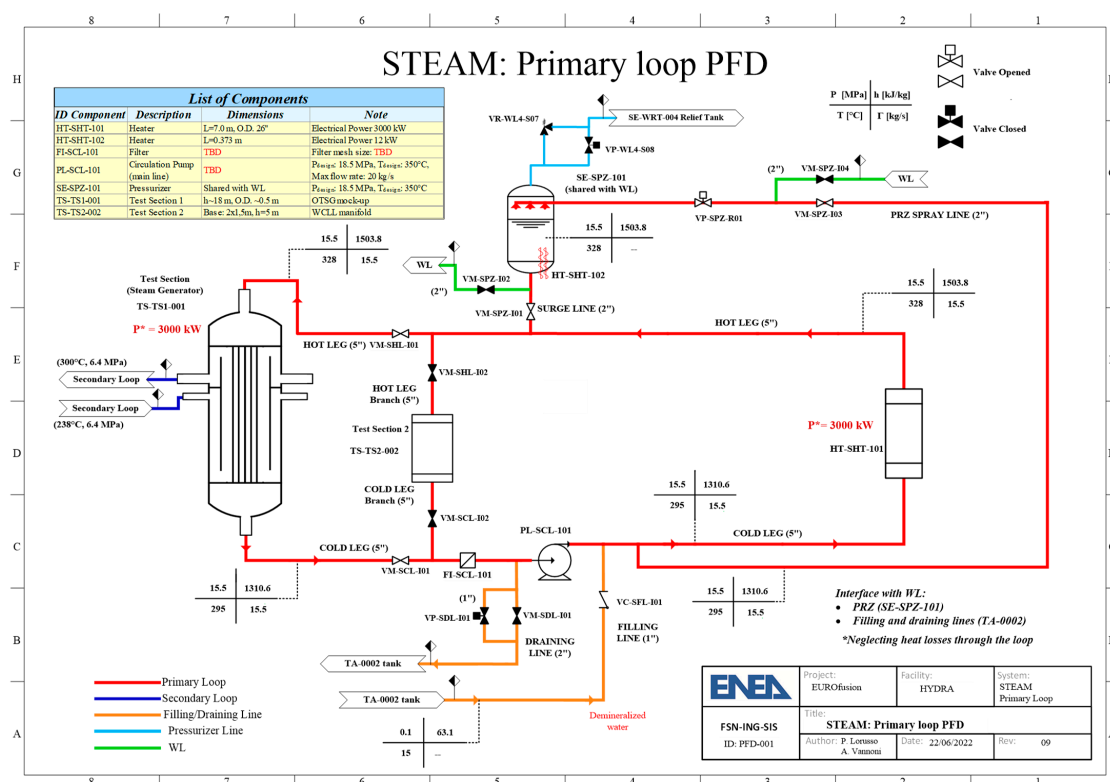 8 7 6 5 4 3 2 1
H
G
F
E
D
C
B
A
STEAM: Primary loop PFD
List of Components
ID Component Description Dimensions Note
HT-SHT-101 Heater L=7.0 m, O.D. 26" Electrical Power 3000 kW
HT-SHT-102 Heater L=0.373 m Electrical Power 12 kW
FI-SCL-101 Filter TBD Filter mesh size: TBD
PL-SCL-101 Circulation Pump (main line) TBD Pdesign: 18.5 MPa, Tdesign: 350°C, Max flow rate: 20 kg/s
SE-SPZ-101 Pressurizer Shared with WL Pdesign: 18.5 MPa, Tdesign: 350°C
TS-TS1-001 Test Section 1 h~18 m, O.D. ~0.5 m OTSG mock-up
TS-TS2-002 Test Section 2 Base: 2x1,5m, h=5 m WCLL manifold
Valve Opened
Valve Closed
P [MPa] h [kJ/kg]
T [°C] Γ [kg/s]
VR-WL4-S07
SE-WRT-004 Relief Tank
VP-WL4-S08
SE-SPZ-101
(shared with WL)
(2")
VM-SPZ-I04
WL
VP-SPZ-R01
VM-SPZ-I03
PRZ SPRAY LINE (2")
15.5 1503.8
328 15.5
15.5 1503.8
328 --
WL
VM-SPZ-I02
(2")
HT-SHT-102
VM-SPZ-I01
SURGE LINE (2")
15.5 1503.8
328 15.5
Test Section
(Steam Generator)
TS-TS1-001
P* = 3000 kW
HOT LEG (5")
VM-SHL-I01
HOT LEG (5")
(300°C, 6.4 MPa)
Secondary Loop
Secondary Loop
(238°C, 6.4 MPa)
VM-SHL-I02
HOT LEG
Branch (5")
Test Section 2
TS-TS2-002
COLD LEG
Branch (5")
VM-SCL-I02
P*= 3000 kW
HT-SHT-101
15.5 1310.6
295 15.5
PL-SCL-101
COLD LEG (5")
COLD LEG (5")
VM-SCL-I01
FI-SCL-101
15.5 1310.6
295 15.5
15.5 1310.6
295 15.5
(1")
VP-SDL-I01
VM-SDL-I01
DRAINING
LINE (2")
VC-SFL-I01
FILLING
LINE (1")
Interface with WL:
• PRZ (SE-SPZ-101)
• Filling and draining lines (TA-0002)
*Neglecting heat losses through the loop
TA-0002 tank
TA-0002 tank
Demineralized
water
0.1 63.1
15 --
Primary Loop
Secondary Loop
Filling/Draining Line
Pressurizer Line
WL
ENEA
FSN-ING-SIS
ID: PFD-001
Project:
EUROfusion
Facility:
HYDRA
System:
STEAM
Primary Loop
Title:
STEAM: Primary loop PFD
Author: P. Lorusso
A. Vannoni
Date: 22/06/2022
Rev: 09
8 7 6 5 4 3 2 1